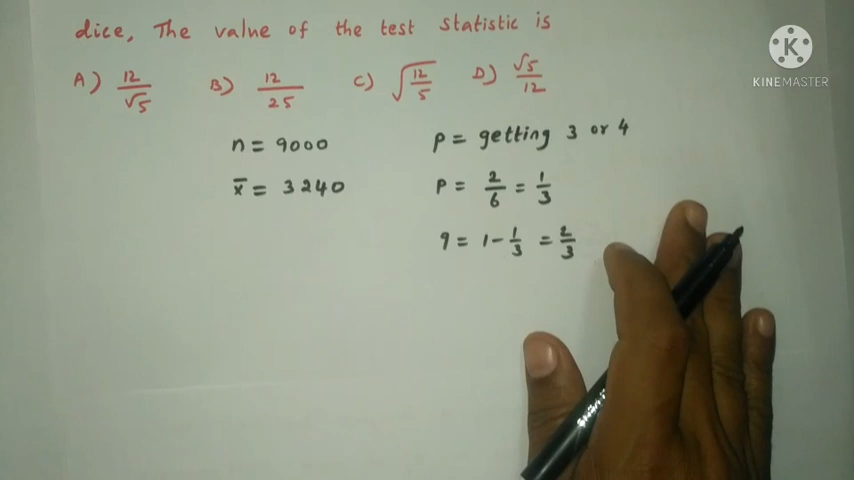 dice, The value of the test statistic is
A) 12/√5 B) 12/25 C) √12/5 D) √5/12
n = 9000 p = getting 3 or 4
x̄ = 3240 P = 2/6 = 1/3
q = 1 - 1/3 = 2/3
K
KINEMASTER